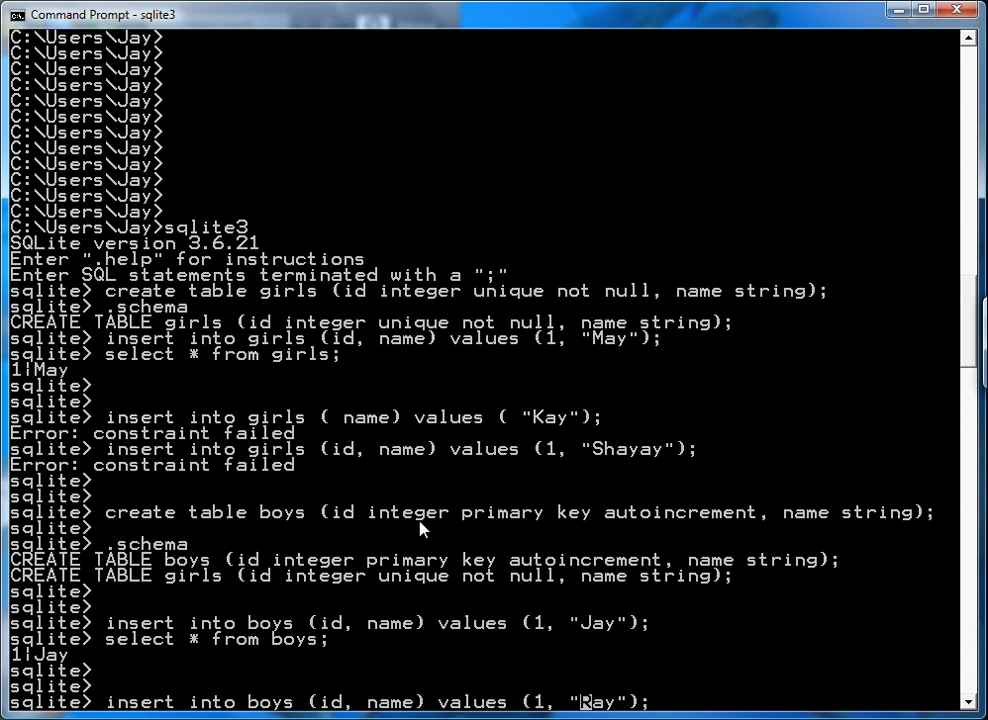 Command Prompt - sqlite3
C:\Users\Jay>
C:\Users\Jay>
C:\Users\Jay>
C:\Users\Jay>
C:\Users\Jay>
C:\Users\Jay>
C:\Users\Jay>
C:\Users\Jay>
C:\Users\Jay>
C:\Users\Jay>
C:\Users\Jay>
C:\Users\Jay>
C:\Users\Jay>sqlite3
SQLite version 3.6.21
Enter ".help" for instructions
Enter SQL statements terminated with a ";"
sqlite> create table girls (id integer unique not null, name string);
sqlite> .schema
CREATE TABLE girls (id integer unique not null, name string);
sqlite> insert into girls (id, name) values (1, "May");
sqlite> select * from girls;
1|May
sqlite>
sqlite>
sqlite> insert into girls ( name) values ( "Kay");
Error: constraint failed
sqlite> insert into girls (id, name) values (1, "Shayay");
Error: constraint failed
sqlite>
sqlite>
sqlite> create table boys (id integer primary key autoincrement, name string);
sqlite>
sqlite> .schema
CREATE TABLE boys (id integer primary key autoincrement, name string);
CREATE TABLE girls (id integer unique not null, name string);
sqlite>
sqlite>
sqlite> insert into boys (id, name) values (1, "Jay");
sqlite> select * from boys;
1|Jay
sqlite>
sqlite>
sqlite> insert into boys (id, name) values (1, "Ray");